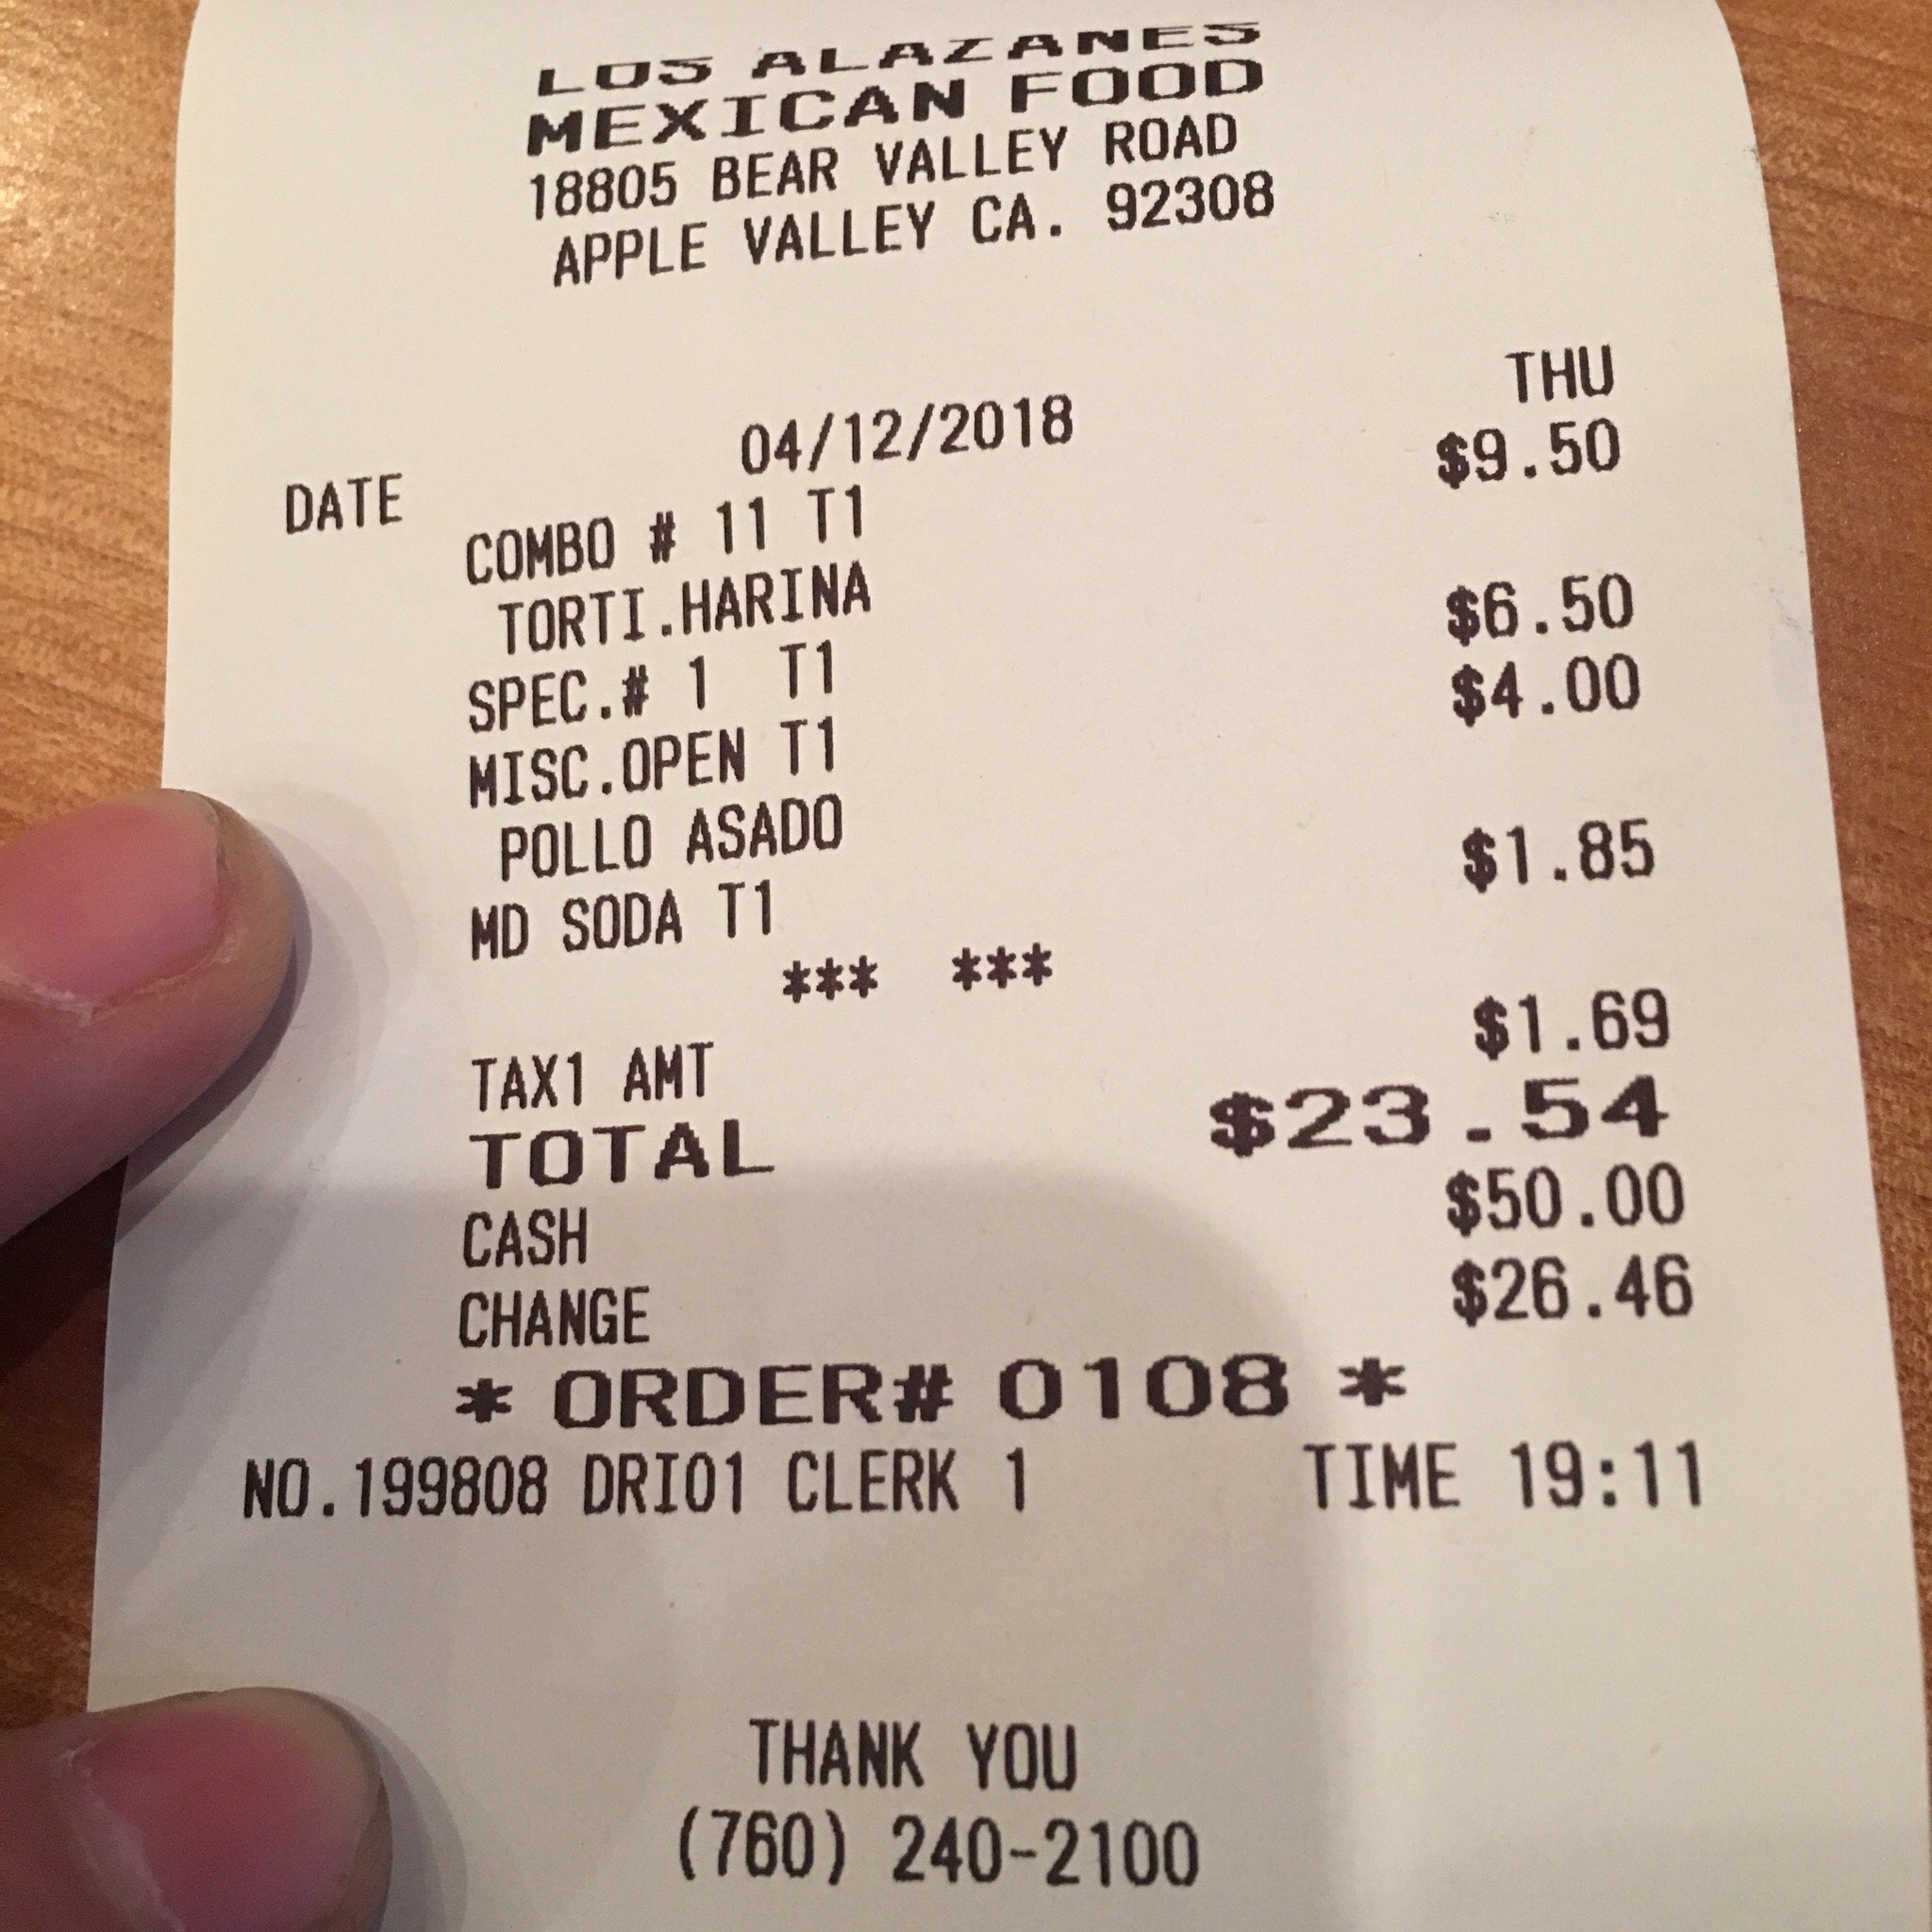 LOS ALAZANES
MEXICAN FOOD
18805 BEAR VALLEY ROAD
APPLE VALLEY CA. 92308
DATE 04/12/2018 THU
COMBO # 11 T1 $9.50
TORTI.HARINA
SPEC.# 1 T1 $6.50
MISC.OPEN T1 $4.00
POLLO ASADO
MD SODA T1 $1.85
*** ***
TAX1 AMT $1.69
TOTAL $23.54
CASH $50.00
CHANGE $26.46
* ORDER# 0108 *
NO.199808 DRI01 CLERK 1 TIME 19:11
THANK YOU
(760) 240-2100